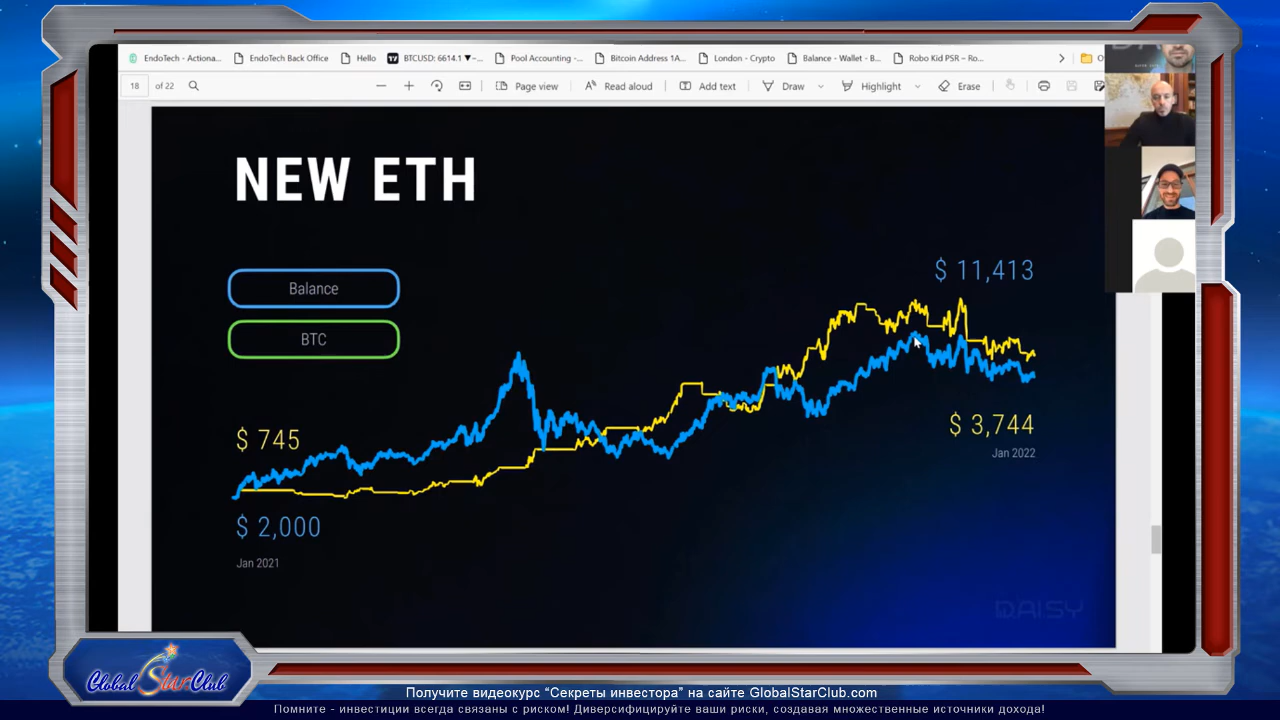 EndoTech - Actiona...
EndoTech Back Office
Hello
BTCUSD: 6614.1 ▼ –...
Pool Accounting -...
Bitcoin Address 1A...
London - Crypto
Balance - Wallet - B...
Robo Kid PSR – Ro...
18 of 22
Page view
Read aloud
Add text
Draw
Highlight
Erase
NEW ETH
Balance
BTC
$ 11,413
$ 745
$ 3,744
Jan 2022
$ 2,000
Jan 2021
DAISY
Global Star Club
Получите видеокурс “Секреты инвестора” на сайте GlobalStarClub.com
Помните - инвестиции всегда связаны с риском! Диверсифицируйте ваши риски, создавая множественные источники дохода!